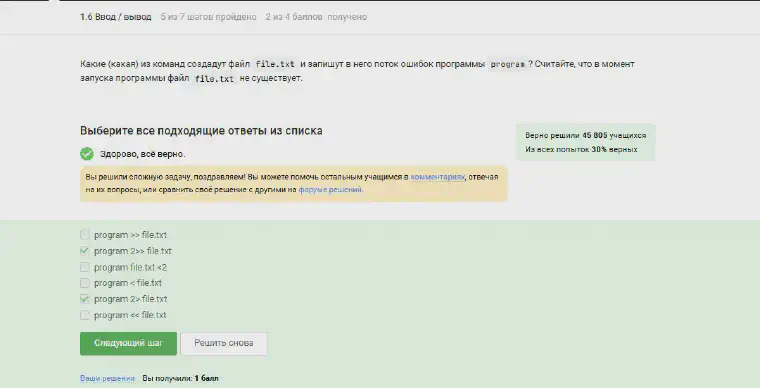 1.6 Ввод / вывод 5 из 7 шагов пройдено 2 из 4 баллов получено
Какие (какая) из команд создадут файл file.txt и запишут в него поток ошибок программы program? Считайте, что в момент
запуска программы файл file.txt не существует.
Выберите все подходящие ответы из списка
Верно решили 45 805 учащихся
Из всех попыток 30% верных
Здорово, всё верно.
Вы решили сложную задачу, поздравляем! Вы можете помочь остальным учащимся в комментариях, отвечая
на их вопросы, или сравнить своё решение с другими на форуме решений.
program >> file.txt
program 2>> file.txt
program file.txt <2
program < file.txt
program 2> file.txt
program << file.txt
Следующий шаг Решить снова
Ваши решения Вы получили: 1 балл